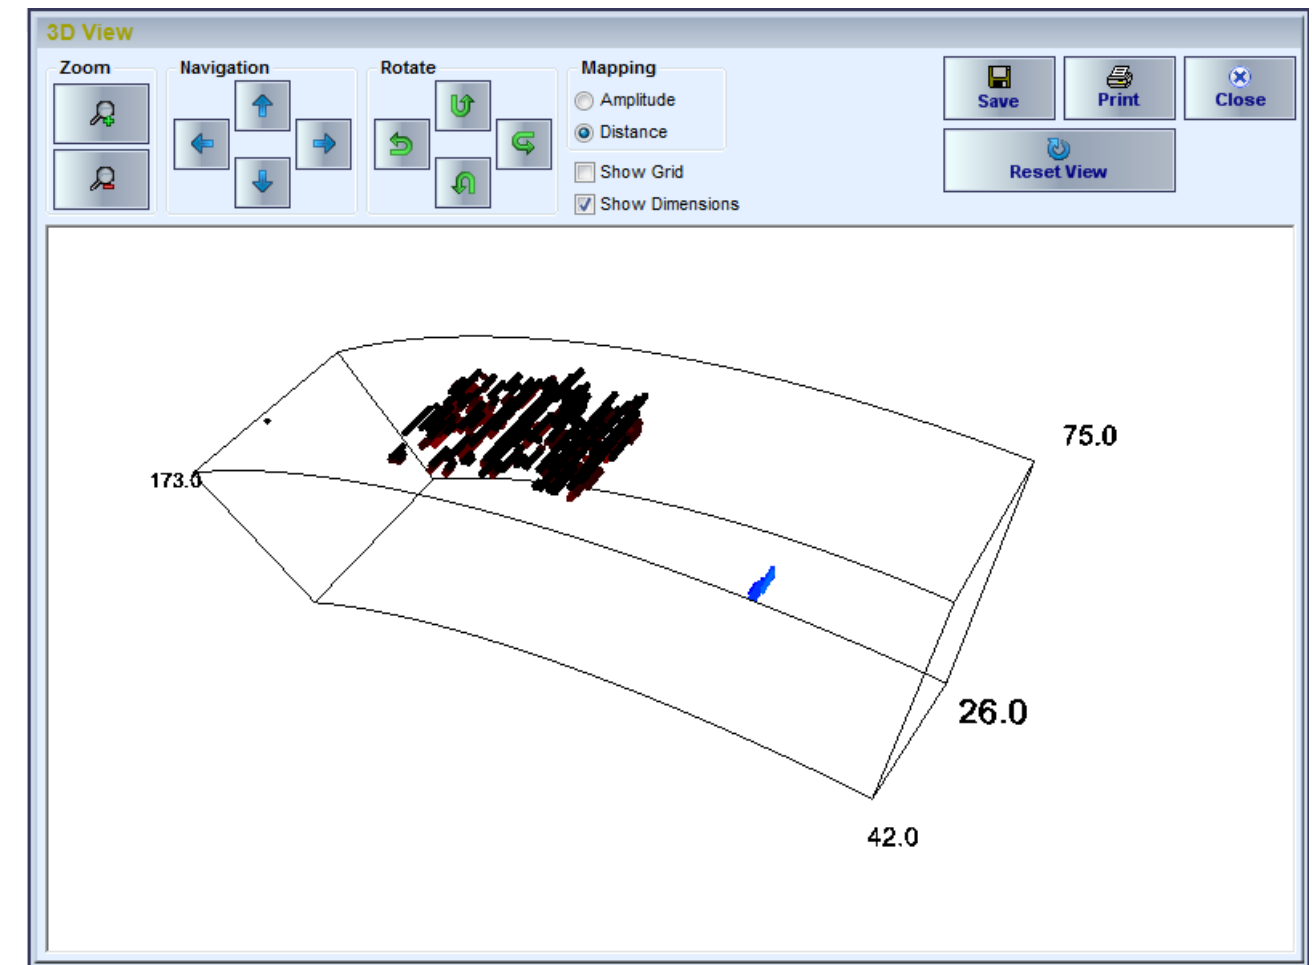 3D View
Zoom
Navigation
Rotate
Mapping
Amplitude
Distance
Show Grid
Show Dimensions
Save
Print
Close
Reset View
75.0
173.0
26.0
42.0